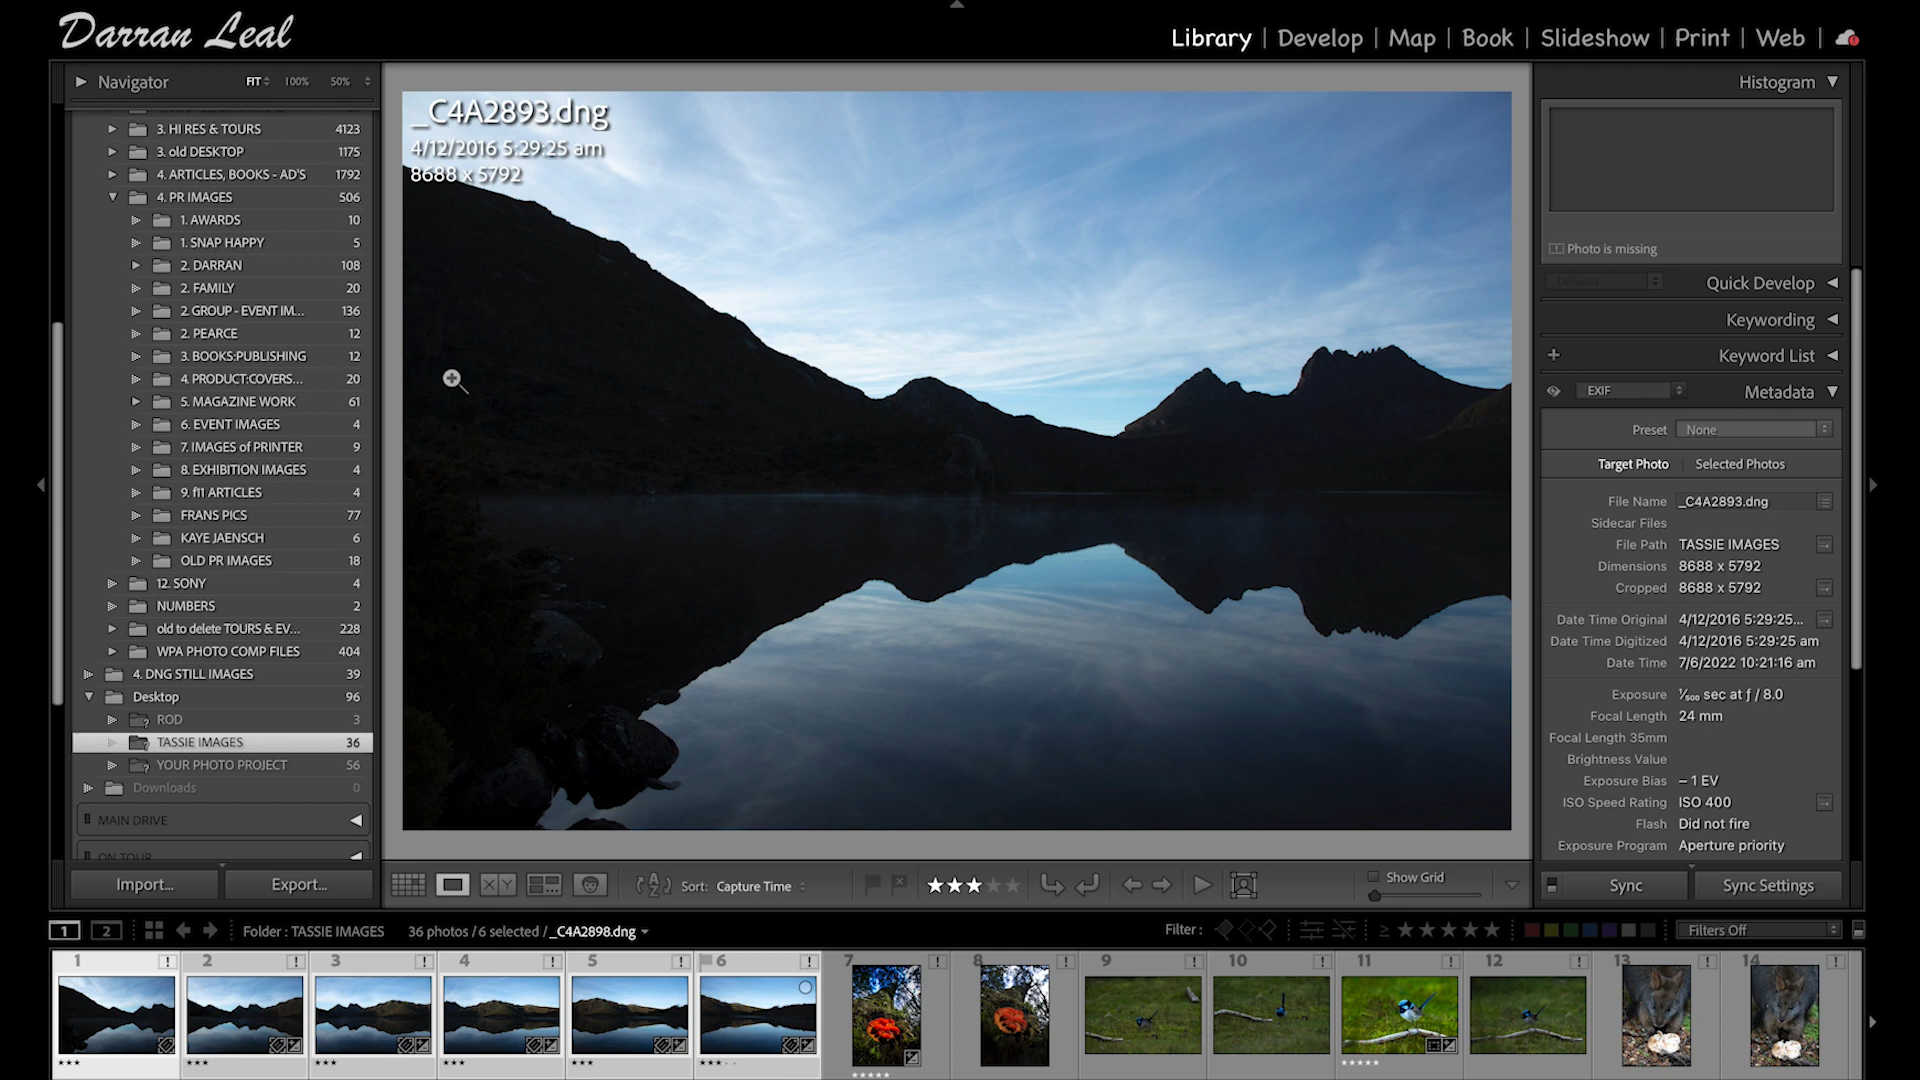 Darran Leal
Library | Develop | Map | Book | Slideshow | Print | Web |
Navigator FIT 100% 50%
3. HI RES & TOURS 4123
3. old DESKTOP 1175
4. ARTICLES, BOOKS - AD'S 1792
4. PR IMAGES 506
1. AWARDS 10
1. SNAP HAPPY 5
2. DARRAN 108
2. FAMILY 20
2. GROUP - EVENT IM... 136
2. PEARCE 12
3. BOOKS:PUBLISHING 12
4. PRODUCT:COVERS... 20
5. MAGAZINE WORK 61
6. EVENT IMAGES 4
7. IMAGES of PRINTER 9
8. EXHIBITION IMAGES 4
9. f11 ARTICLES 4
FRANS PICS 77
KAYE JAENSCH 6
OLD PR IMAGES 18
12. SONY 4
NUMBERS 2
old to delete TOURS & EV... 228
WPA PHOTO COMP FILES 404
4. DNG STILL IMAGES 39
Desktop 96
ROD 3
TASSIE IMAGES 36
YOUR PHOTO PROJECT 56
Downloads 0
MAIN DRIVE
ON TOUR
Import... Export...
_C4A2893.dng
4/12/2016 5:29:25 am
8688 x 5792
Histogram
Photo is missing
Defaults Quick Develop
Keywording
+ Keyword List
EXIF Metadata
Preset None
Target Photo | Selected Photos
File Name _C4A2893.dng
Sidecar Files
File Path TASSIE IMAGES
Dimensions 8688 x 5792
Cropped 8688 x 5792
Date Time Original 4/12/2016 5:29:25...
Date Time Digitized 4/12/2016 5:29:25 am
Date Time 7/6/2022 10:21:16 am
Exposure 1/500 sec at ƒ / 8.0
Focal Length 24 mm
Focal Length 35mm
Brightness Value
Exposure Bias – 1 EV
ISO Speed Rating ISO 400
Flash Did not fire
Exposure Program Aperture priority
X Y Sort: Capture Time Show Grid
Sync Sync Settings
1 2 Folder : TASSIE IMAGES 36 photos / 6 selected / _C4A2898.dng Filter : ≥ Filters Off
1 2 3 4 5 6 7 8 9 10 11 12 13 14